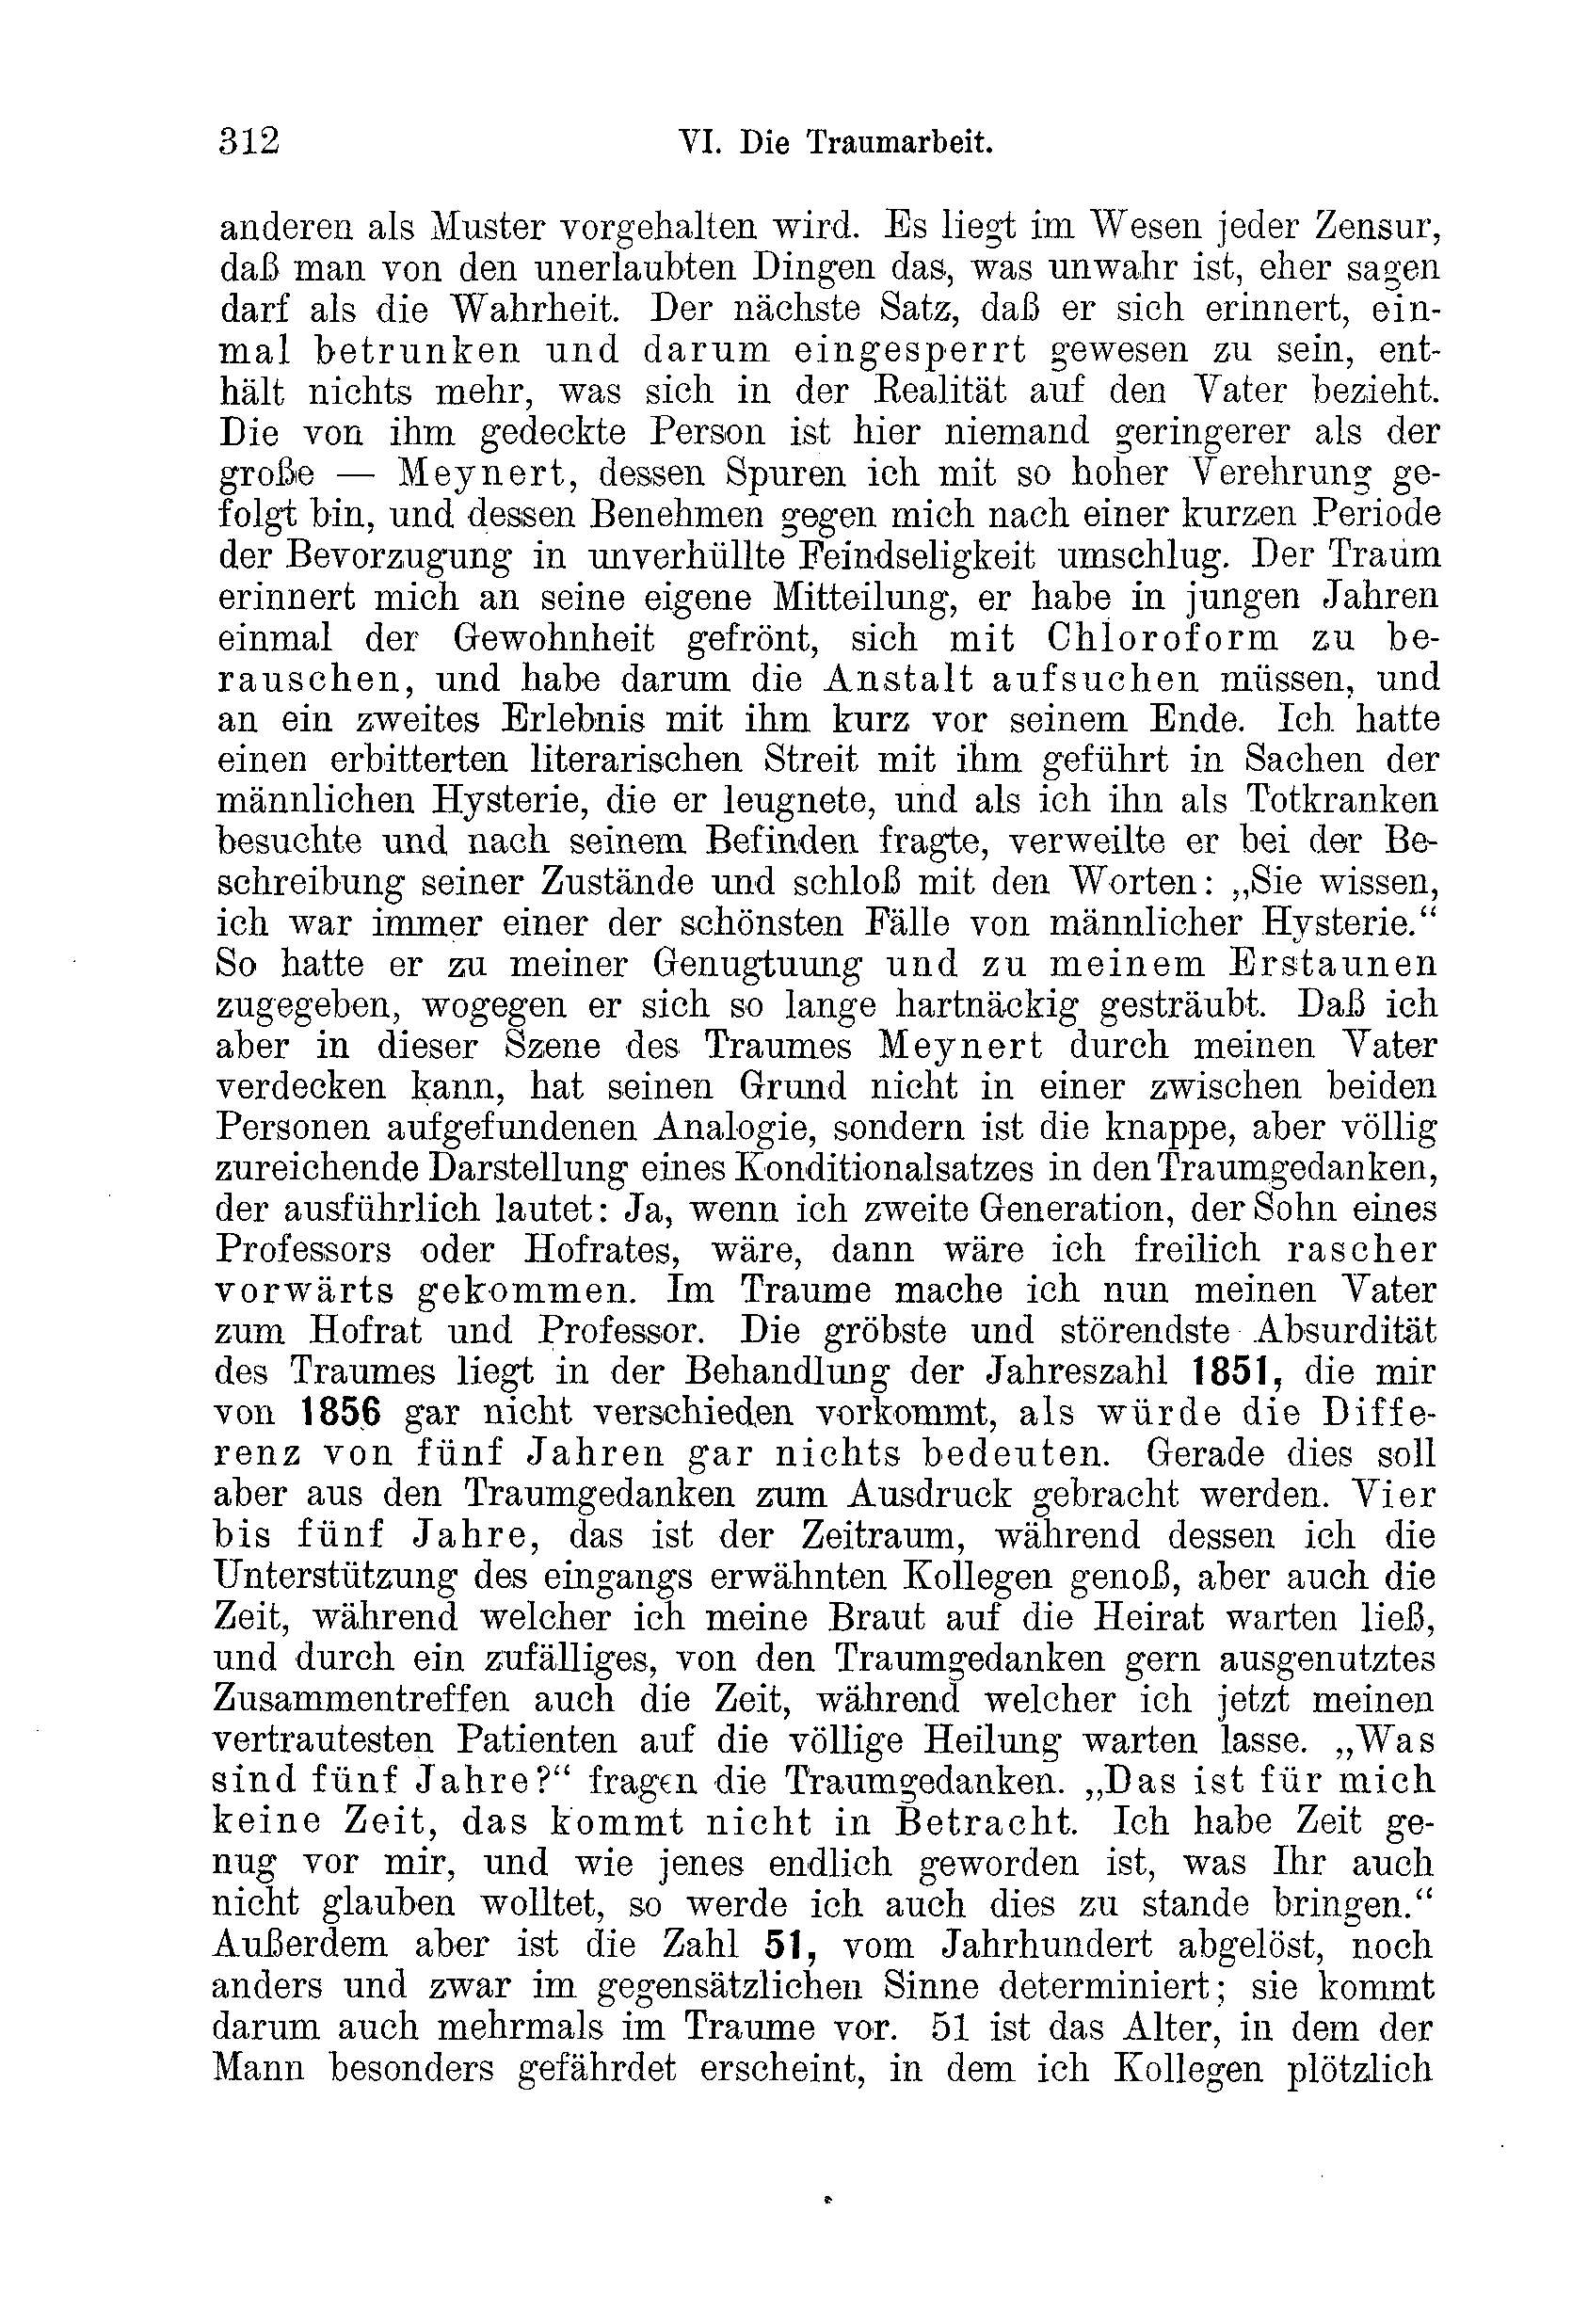 312 VI. Die Traumarbeit.
anderen als Muster vorgehalten wird. Es liegt im Wesen jeder Zensur,
daß man von den unerlaubten Dingen das, was unwahr ist, eher sagen
darf als die Wahrheit. Der nächste Satz, daß er sich erinnert, ein-
mal betrunken und darum eingesperrt gewesen zu sein, ent-
hält nichts mehr, was sich in der Realität auf den Vater bezieht.
Die von ihm gedeckte Person ist hier niemand geringerer als der
große — Meynert, dessen Spuren ich mit so hoher Verehrung ge-
folgt bin, und dessen Benehmen gegen mich nach einer kurzen Periode
der Bevorzugung in unverhüllte Feindseligkeit umschlug. Der Traum
erinnert mich an seine eigene Mitteilung, er habe in jungen Jahren
einmal der Gewohnheit gefrönt, sich mit Chloroform zu be-
rauschen, und habe darum die Anstalt aufsuchen müssen, und
an ein zweites Erlebnis mit ihm kurz vor seinem Ende. Ich hatte
einen erbitterten literarischen Streit mit ihm geführt in Sachen der
männlichen Hysterie, die er leugnete, und als ich ihn als Totkranken
besuchte und nach seinem Befinden fragte, verweilte er bei der Be-
schreibung seiner Zustände und schloß mit den Worten: „Sie wissen,
ich war immer einer der schönsten Fälle von männlicher Hysterie.“
So hatte er zu meiner Genugtuung und zu meinem Erstaunen
zugegeben, wogegen er sich so lange hartnäckig gesträubt. Daß ich
aber in dieser Szene des Traumes Meynert durch meinen Vater
verdecken kann, hat seinen Grund nicht in einer zwischen beiden
Personen aufgefundenen Analogie, sondern ist die knappe, aber völlig
zureichende Darstellung eines Konditionalsatzes in den Traumgedanken,
der ausführlich lautet: Ja, wenn ich zweite Generation, der Sohn eines
Professors oder Hofrates, wäre, dann wäre ich freilich rascher
vorwärts gekommen. Im Traume mache ich nun meinen Vater
zum Hofrat und Professor. Die gröbste und störendste Absurdität
des Traumes liegt in der Behandlung der Jahreszahl 1851, die mir
von 1856 gar nicht verschieden vorkommt, als würde die Diffe-
renz von fünf Jahren gar nichts bedeuten. Gerade dies soll
aber aus den Traumgedanken zum Ausdruck gebracht werden. Vier
bis fünf Jahre, das ist der Zeitraum, während dessen ich die
Unterstützung des eingangs erwähnten Kollegen genoß, aber auch die
Zeit, während welcher ich meine Braut auf die Heirat warten ließ,
und durch ein zufälliges, von den Traumgedanken gern ausgenutztes
Zusammentreffen auch die Zeit, während welcher ich jetzt meinen
vertrautesten Patienten auf die völlige Heilung warten lasse. „Was
sind fünf Jahre?“ fragen die Traumgedanken. „Das ist für mich
keine Zeit, das kommt nicht in Betracht. Ich habe Zeit ge-
nug vor mir, und wie jenes endlich geworden ist, was Ihr auch
nicht glauben wolltet, so werde ich auch dies zu stande bringen.“
Außerdem aber ist die Zahl 51, vom Jahrhundert abgelöst, noch
anders und zwar im gegensätzlichen Sinne determiniert; sie kommt
darum auch mehrmals im Traume vor. 51 ist das Alter, in dem der
Mann besonders gefährdet erscheint, in dem ich Kollegen plötzlich